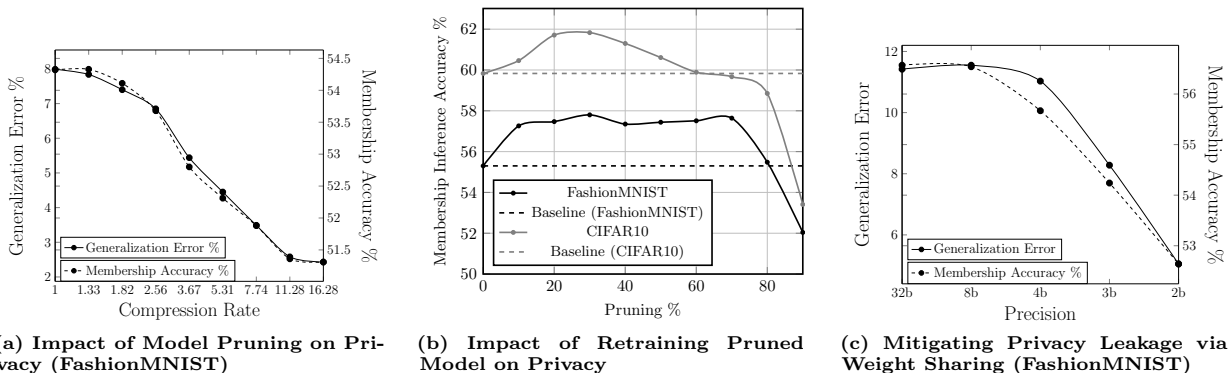 8
7
6
5
4
3
2
Generalization Error %
1 1.33 1.82 2.56 3.67 5.31 7.74 11.28 16.28
Compression Rate
54.5
54
53.5
53
52.5
52
51.5
Membership Accuracy %
Generalization Error %
Membership Accuracy %
(a) Impact of Model Pruning on Pri-
vacy (FashionMNIST)
62
60
58
56
54
52
50
Membership Inference Accuracy %
0 20 40 60 80
Pruning %
FashionMNIST
Baseline (FashionMNIST)
CIFAR10
Baseline (CIFAR10)
(b) Impact of Retraining Pruned
Model on Privacy
12
10
8
6
Generalization Error
32b 8b 4b 3b 2b
Precision
56
55
54
53
Membership Accuracy %
Generalization Error
Membership Accuracy %
(c) Mitigating Privacy Leakage via
Weight Sharing (FashionMNIST)